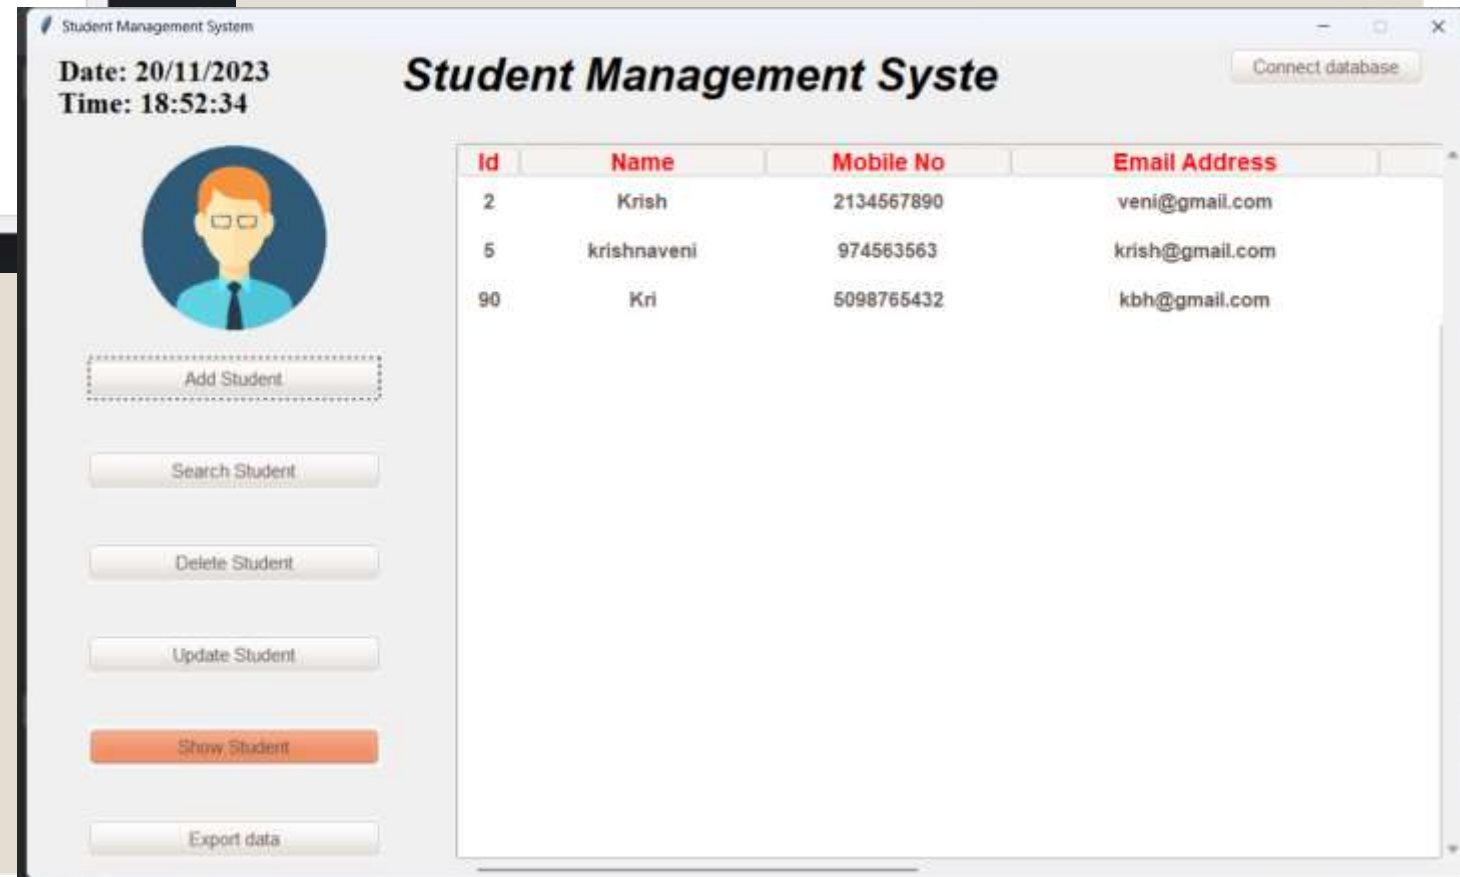 Student Management System
Date: 20/11/2023
Time: 18:52:34
Student Management Syste
Connect database
Id Name Mobile No Email Address
2 Krish 2134567890 veni@gmail.com
5 krishnaveni 974563563 krish@gmail.com
90 Kri 5098765432 kbh@gmail.com
Add Student
Search Student
Delete Student
Update Student
Show Student
Export data